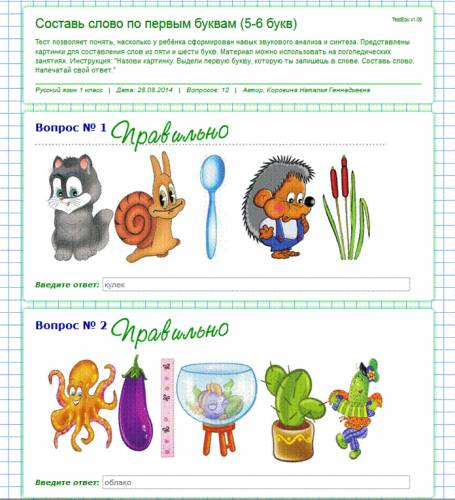 Составь слово по первым буквам (5-6 букв)
TestEdu v1.09
Тест позволяет понять, насколько у ребёнка сформирован навык звукового анализа и синтеза. Представлены
картинки для составления слов из пяти и шести букв. Материал можно использовать на логопедических
занятиях. Инструкция: "Назови картинку. Выдели первую букву, которую ты запишешь в слове. Составь слово.
Напечатай свой ответ."
Русский язык 1 класс | Дата: 28.08.2014 | Вопросов: 12 | Автор: Коровина Наталья Геннадьевна
Вопрос № 1 Правильно
Введите ответ: кулек
Вопрос № 2 Правильно
Введите ответ: облако